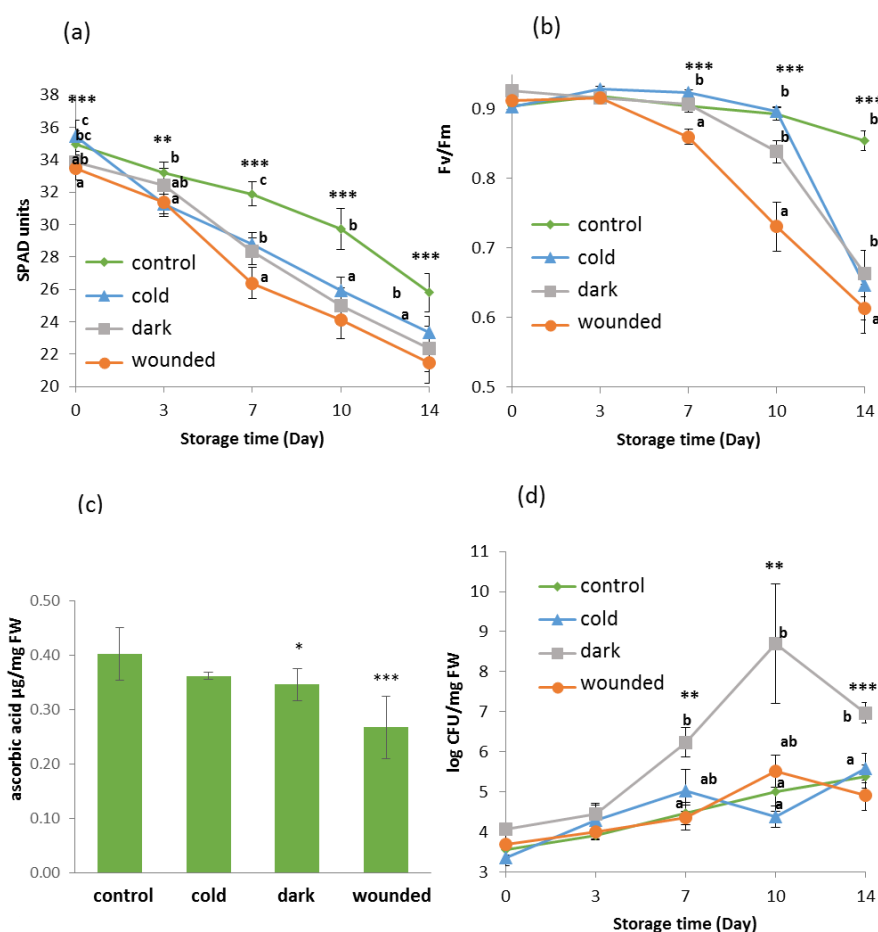 (a)
SPAD units
38
36
34
32
30
28
26
24
22
20
***
c
bc
ab
a
**
b
ab
a
***
c
b
a
***
b
a
***
b
a
control
cold
dark
wounded
0 3 7 10 14
Storage time (Day)
(b)
Fv/Fm
0.9
0.8
0.7
0.6
0.5
***
b
a
***
b
b
a
***
b
b
a
control
cold
dark
wounded
0 3 7 10 14
Storage time (Day)
(c)
ascorbic acid µg/mg FW
0.50
0.40
0.30
0.20
0.10
0.00
*
***
control cold dark wounded
(d)
log CFU/mg FW
11
10
9
8
7
6
5
4
3
control
cold
dark
wounded
**
b
ab
a
**
b
ab
a
a
***
b
a
0 3 7 10 14
Storage time (Day)